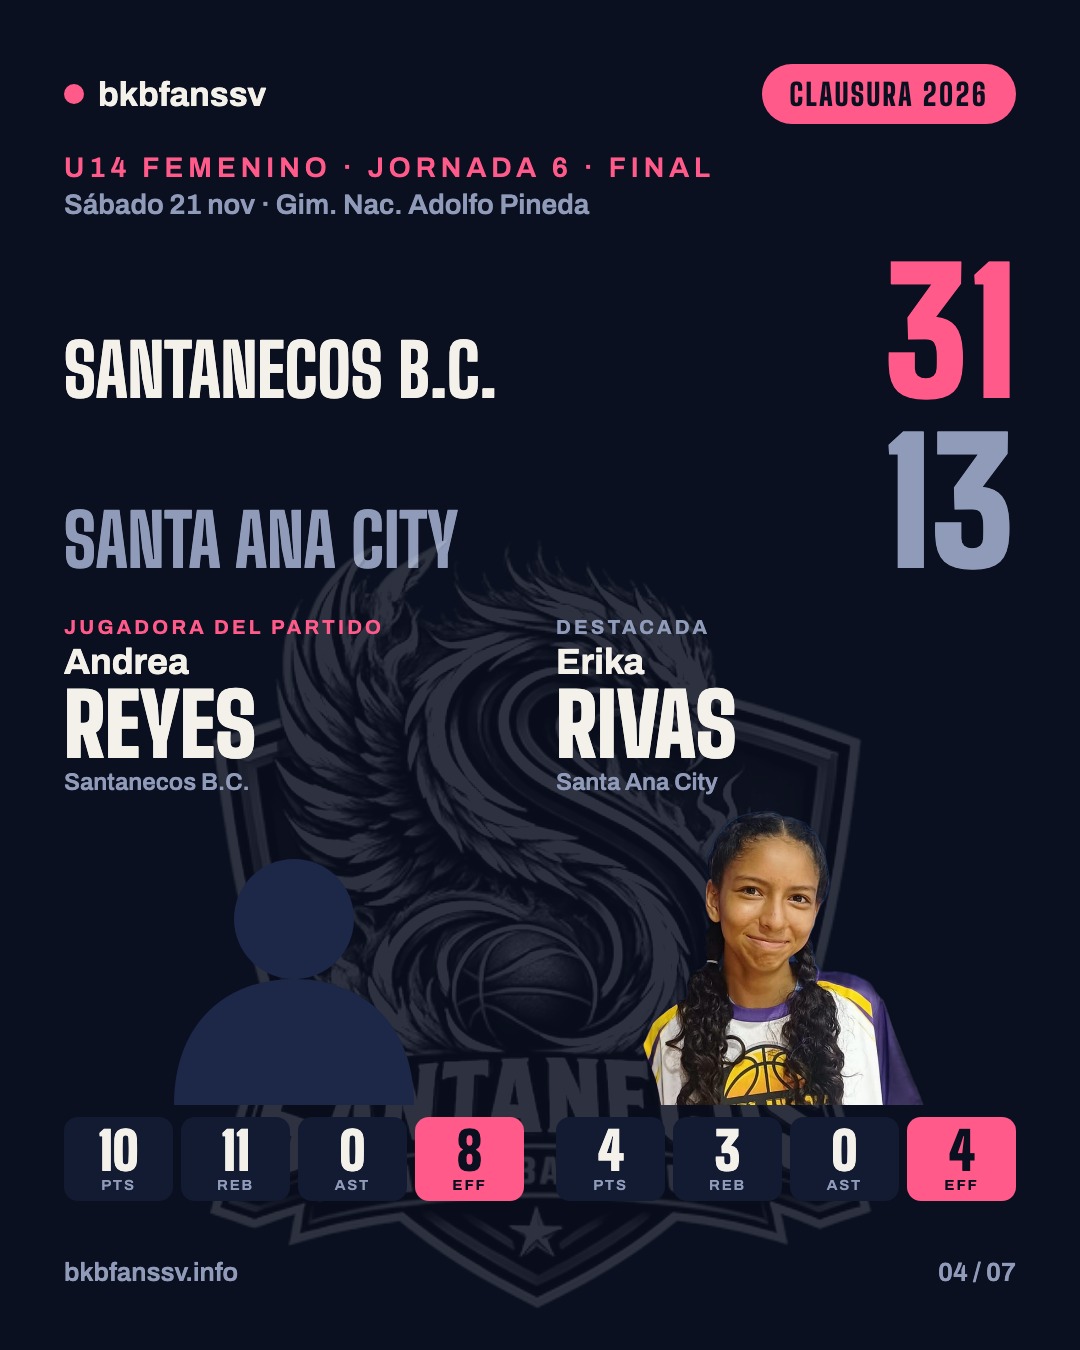 bkbfanssv
CLAUSURA 2026
U14 FEMENINO · JORNADA 6 · FINAL
Sábado 21 nov · Gim. Nac. Adolfo Pineda
SANTANECOS B.C. 31
SANTA ANA CITY 13
JUGADORA DEL PARTIDO
Andrea
REYES
Santanecos B.C.
DESTACADA
Erika
RIVAS
Santa Ana City
10 PTS
11 REB
0 AST
8 EFF
4 PTS
3 REB
0 AST
4 EFF
bkbfanssv.info
04 / 07